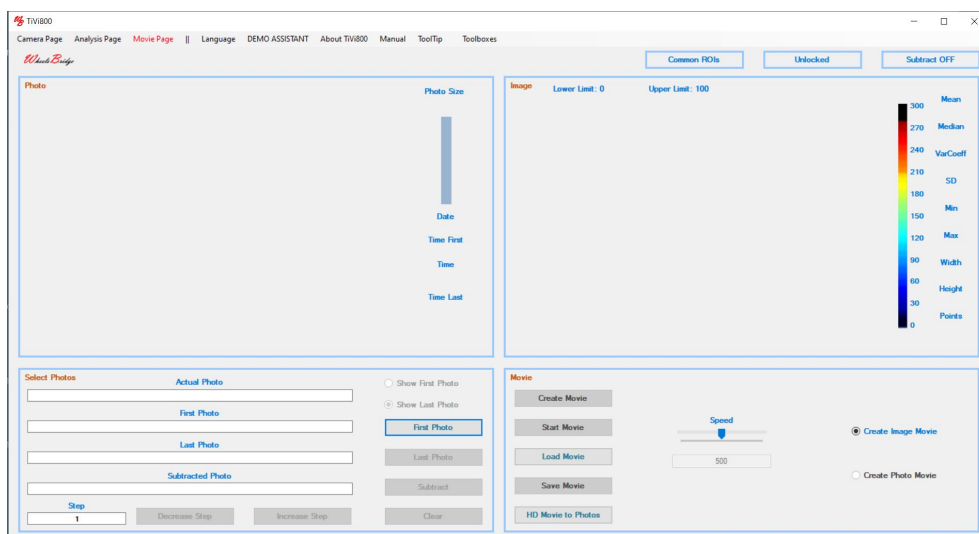 TiVi800
Camera Page Analysis Page Movie Page || Language DEMO ASSISTANT About TiVi800 Manual ToolTip Toolboxes
WheelsBridge
Common ROIs Unlocked Subtract OFF
Photo
Photo Size
Date
Time First
Time
Time Last
Image Lower Limit: 0 Upper Limit: 100
300
270
240
210
180
150
120
90
60
30
0
Mean
Median
VarCoeff
SD
Min
Max
Width
Height
Points
Select Photos
Actual Photo
First Photo
Last Photo
Subtracted Photo
Step
1
Decrease Step Increase Step
Show First Photo
Show Last Photo
First Photo
Last Photo
Subtract
Clear
Movie
Create Movie
Start Movie
Load Movie
Save Movie
HD Movie to Photos
Speed
500
Create Image Movie
Create Photo Movie